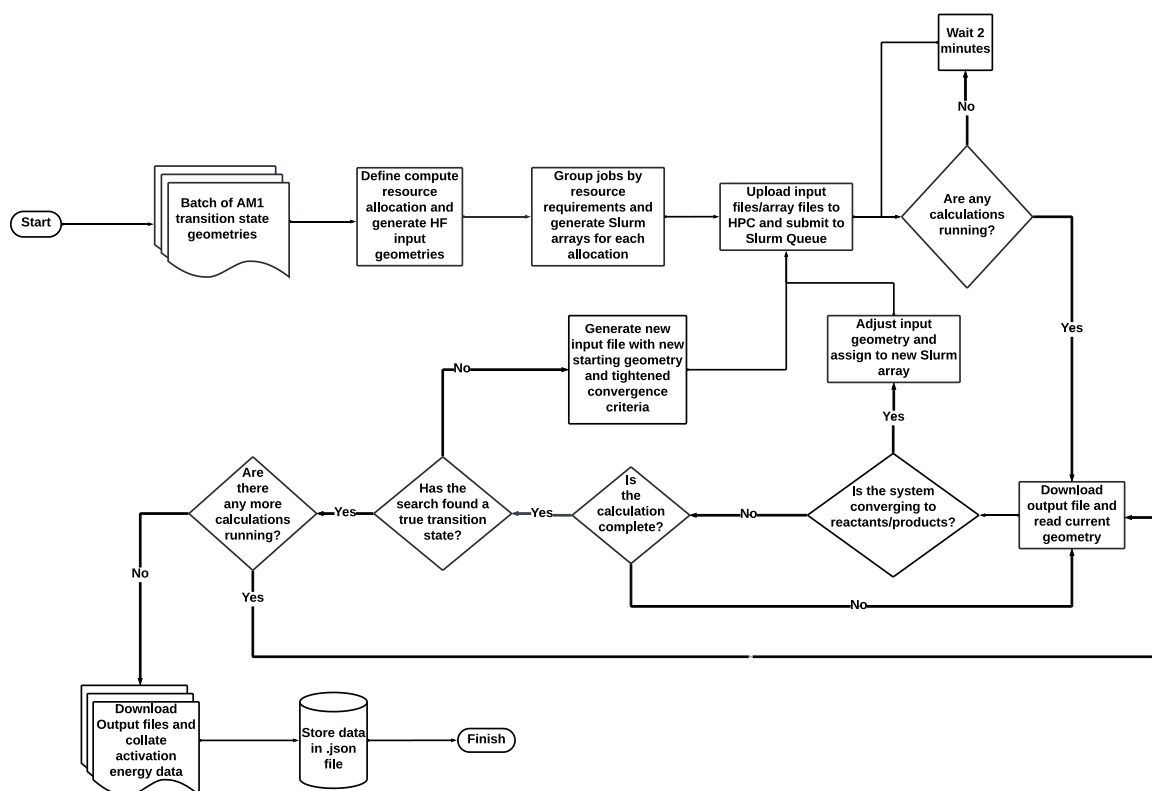 Wait 2
minutes
No
Start
Batch of AM1
transition state
geometries
Define compute
resource
allocation and
generate HF
input
geometries
Group jobs by
resource
requirements and
generate Slurm
arrays for each
allocation
Upload input
files/array files to
HPC and submit to
Slurm Queue
Are any
calculations
running?
Yes
Generate new
input file with new
starting geometry
and tightened
convergence
criteria
Adjust input
geometry and
assign to new Slurm
array
No
Yes
Are
there
any more
calculations
running?
Yes
Has the
search found a
true transition
state?
Yes
Is
the
calculation
complete?
No
Is the system
converging to
reactants/products?
Download
output file and
read current
geometry
No
Yes
No
Download
Output files and
collate
activation
energy data
Store data
in .json
file
Finish